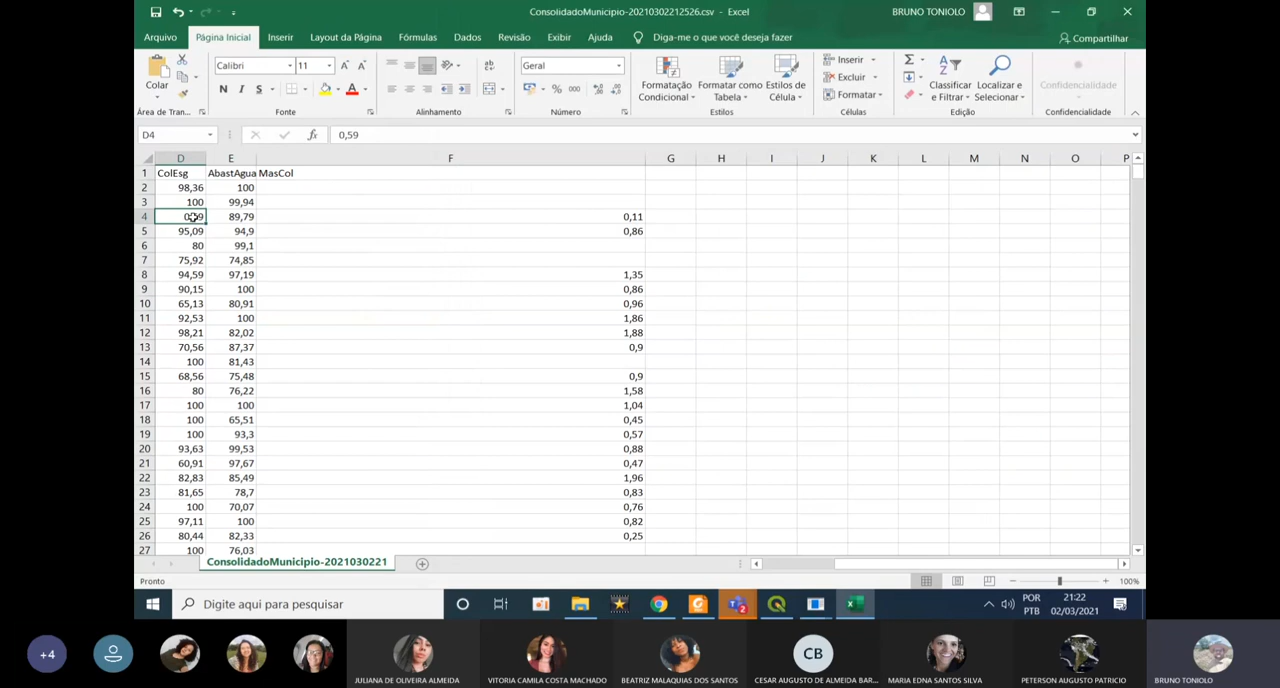 ConsolidadoMunicipio-20210302212526.csv - Excel
BRUNO TONIOLO
Arquivo Página Inicial Inserir Layout da Página Fórmulas Dados Revisão Exibir Ajuda Diga-me o que você deseja fazer Compartilhar
Colar
Área de Tran...
Calibri 11
N I S
Fonte
Alinhamento
Geral
% 000
Número
Formatação Condicional
Formatar como Tabela
Estilos de Célula
Estilos
Inserir
Excluir
Formatar
Células
Classificar e Filtrar
Localizar e Selecionar
Edição
Confidencialidade
Confidencialidade
D4 fx 0,59
D E F G H I J K L M N O P
1 ColEsg AbastAgua MasCol
2 98,36 100
3 100 99,94
4 89,79 0,11
5 95,09 94,9 0,86
6 80 99,1
7 75,92 74,85
8 94,59 97,19 1,35
9 90,15 100 0,86
10 65,13 80,91 0,96
11 92,53 100 1,86
12 98,21 82,02 1,88
13 70,56 87,37 0,9
14 100 81,43
15 68,56 75,48 0,9
16 80 76,22 1,58
17 100 100 1,04
18 100 65,51 0,45
19 100 93,3 0,57
20 93,63 99,53 0,88
21 60,91 97,67 0,47
22 82,83 85,49 1,96
23 81,65 78,7 0,83
24 100 70,07 0,76
25 97,11 100 0,82
26 80,44 82,33 0,25
27 100 76,03
ConsolidadoMunicipio-2021030221
Pronto
100%
Digite aqui para pesquisar
POR
PTB
21:22
02/03/2021
+4
CB
JULIANA DE OLIVEIRA ALMEIDA
VITORIA CAMILA COSTA MACHADO
BEATRIZ MALAQUIAS DOS SANTOS
CESAR AUGUSTO DE ALMEIDA BAR...
MARIA EDNA SANTOS SILVA
PETERSON AUGUSTO PATRICIO
BRUNO TONIOLO